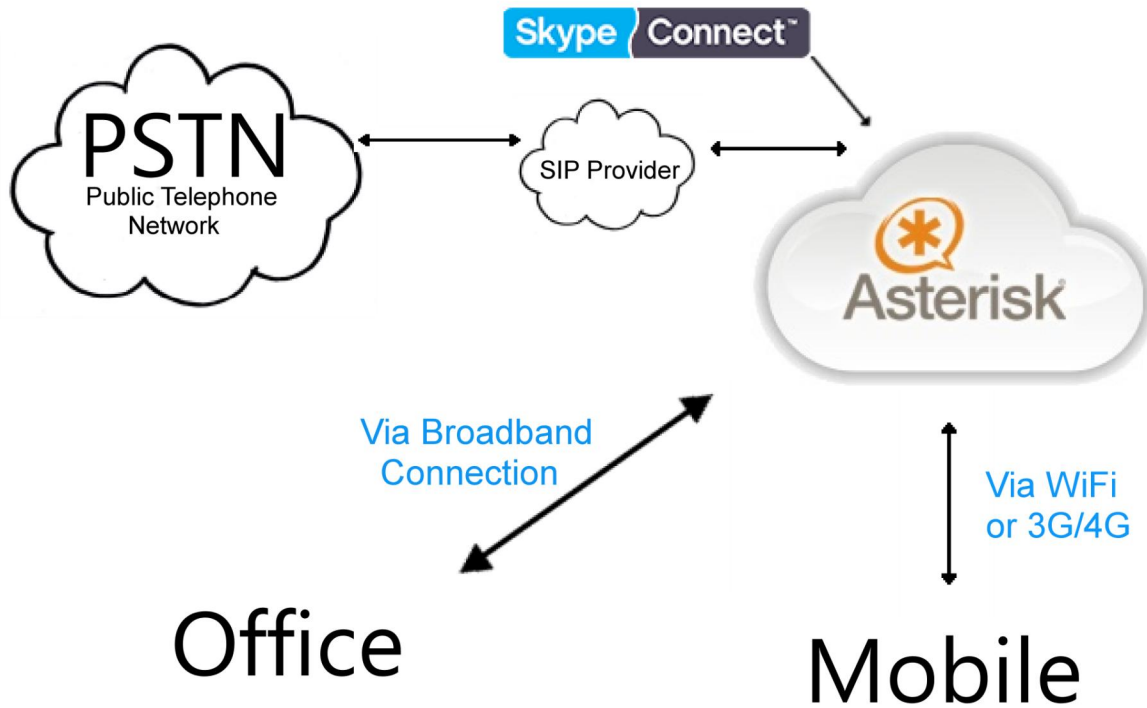 Skype Connect™
PSTN
Public Telephone
Network
SIP Provider
Asterisk
Via Broadband
Connection
Via WiFi
or 3G/4G
Office
Mobile